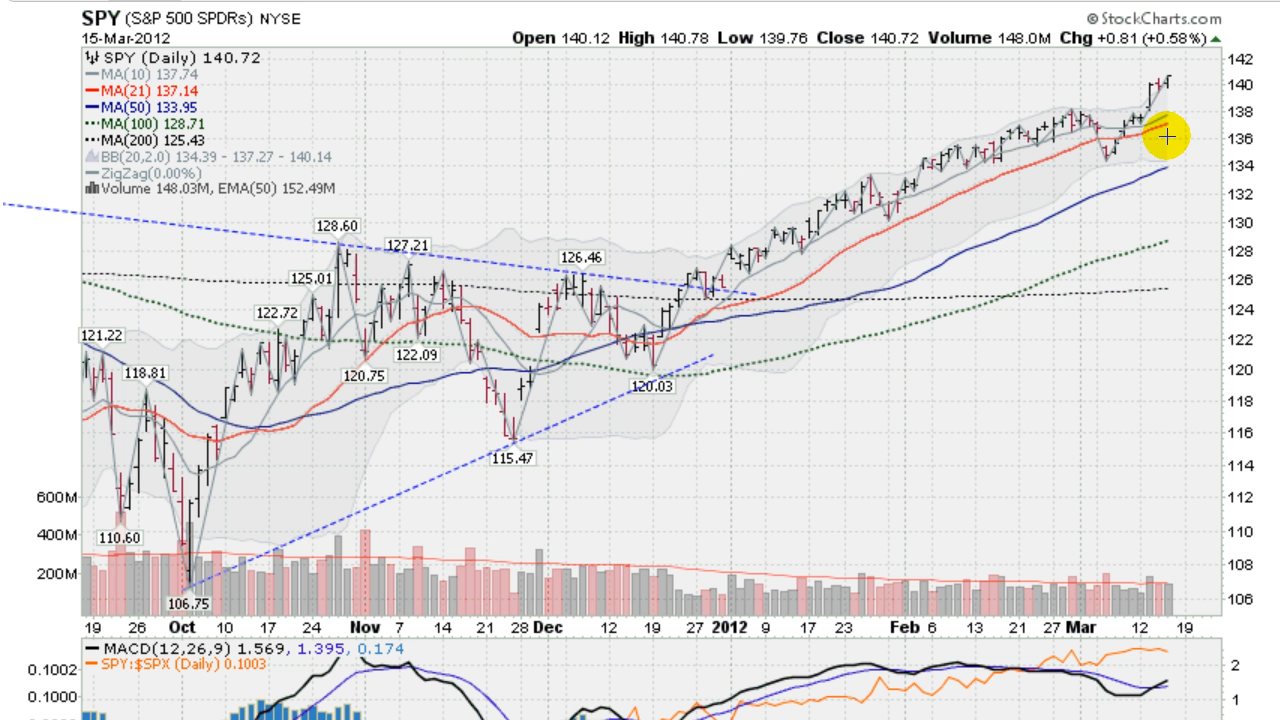 SPY (S&P 500 SPDRs) NYSE
© StockCharts.com
15-Mar-2012
Open 140.12 High 140.78 Low 139.76 Close 140.72 Volume 148.0M Chg +0.81 (+0.58%)
SPY (Daily) 140.72
MA(10) 137.74
MA(21) 137.14
MA(50) 133.95
MA(100) 128.71
MA(200) 125.43
BB(20,2.0) 134.39 - 137.27 - 140.14
ZigZag(0.00%)
Volume 148.03M, EMA(50) 152.49M
142
140
138
136
134
132
130
128
126
124
122
120
118
116
114
112
110
108
106
128.60
127.21
126.46
125.01
122.72
121.22
122.09
120.75
118.81
120.03
115.47
110.60
106.75
600M
400M
200M
19 26 Oct 10 17 24 Nov 7 14 21 28 Dec 12 19 27 2012 9 17 23 Feb 6 13 21 27 Mar 12 19
MACD(12,26,9) 1.569, 1.395, 0.174
SPY:$SPX (Daily) 0.1003
0.1002
0.1000
2
1